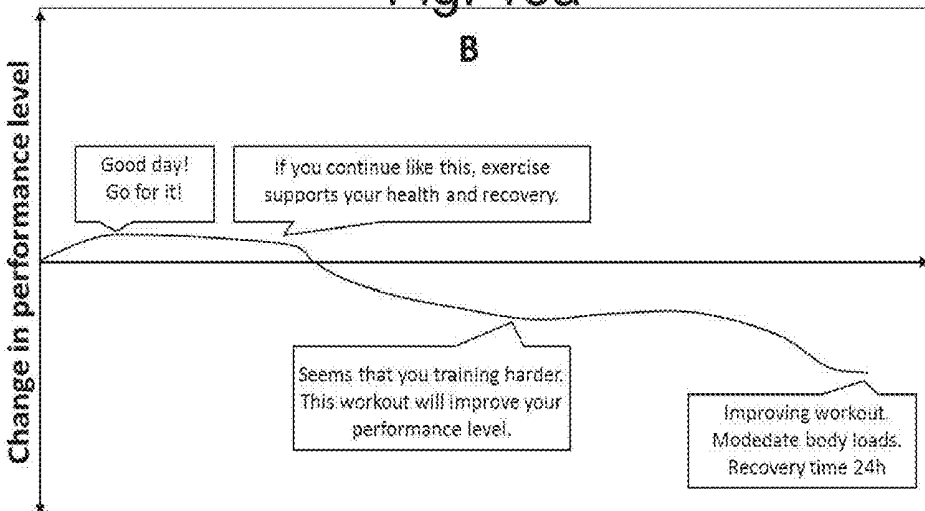 B
Change in performance level
Good day!
Go for it!
If you continue like this, exercise
supports your health and recovery.
Seems that you training harder.
This workout will improve your
performance level.
Improving workout.
Modedate body loads.
Recovery time 24h